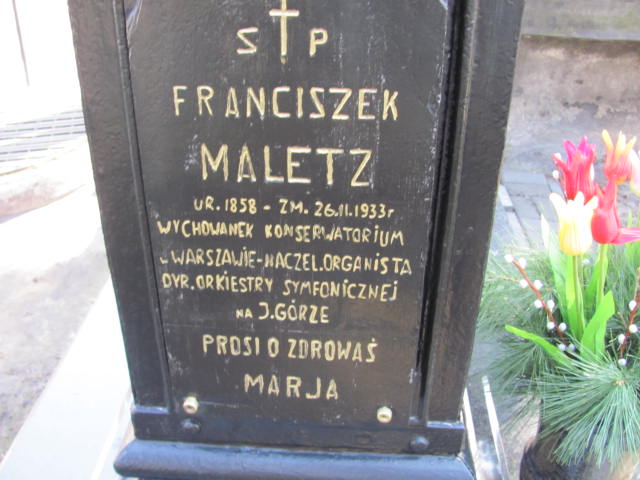 S P
FRANCISZEK
MALETZ
UR. 1858 - ZM. 26.II.1933r
WYCHOWANEK KONSERWATORIUM
W WARSZAWIE-NACZEL.ORGANISTA
DYR. ORKIESTRY SYMFONICZNEJ
NA J.GÓRZE
PROSI O ZDROWAŚ
MARJA